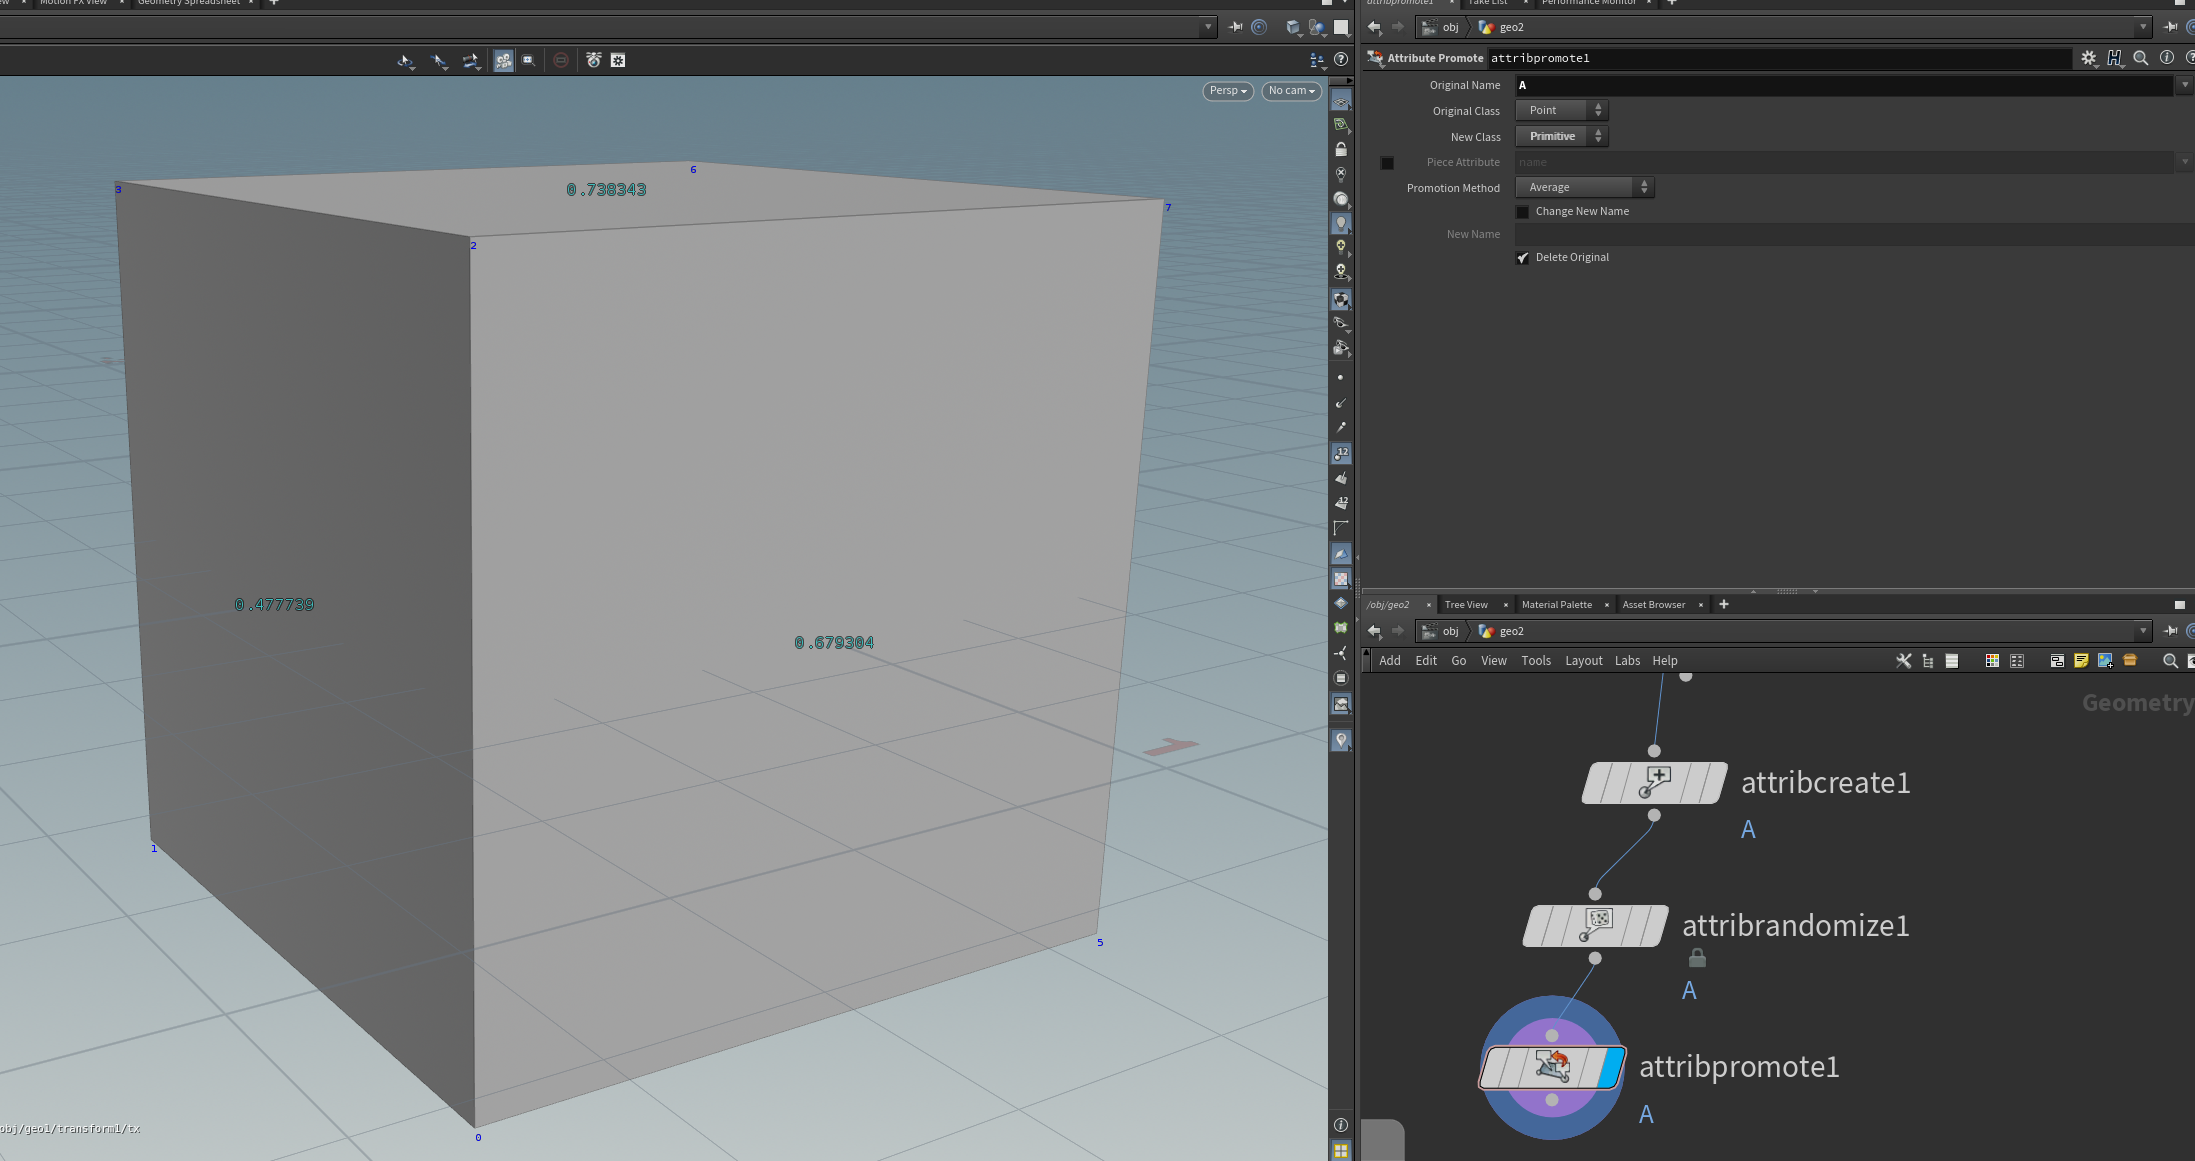 Motion FX View
Geometry Spreadsheet
attribpromote1
Take List
Performance Monitor
obj
geo2
Attribute Promote
attribpromote1
Persp
No cam
Original Name
A
Original Class
Point
New Class
Primitive
Piece Attribute
name
Promotion Method
Average
Change New Name
New Name
Delete Original
3
6
0.738343
7
2
0.477739
0.679304
1
5
0
obj/geo1/transform1/tx
12
12
/obj/geo2
Tree View
Material Palette
Asset Browser
obj
geo2
Add
Edit
Go
View
Tools
Layout
Labs
Help
Geometry
attribcreate1
A
attribrandomize1
A
attribpromote1
A